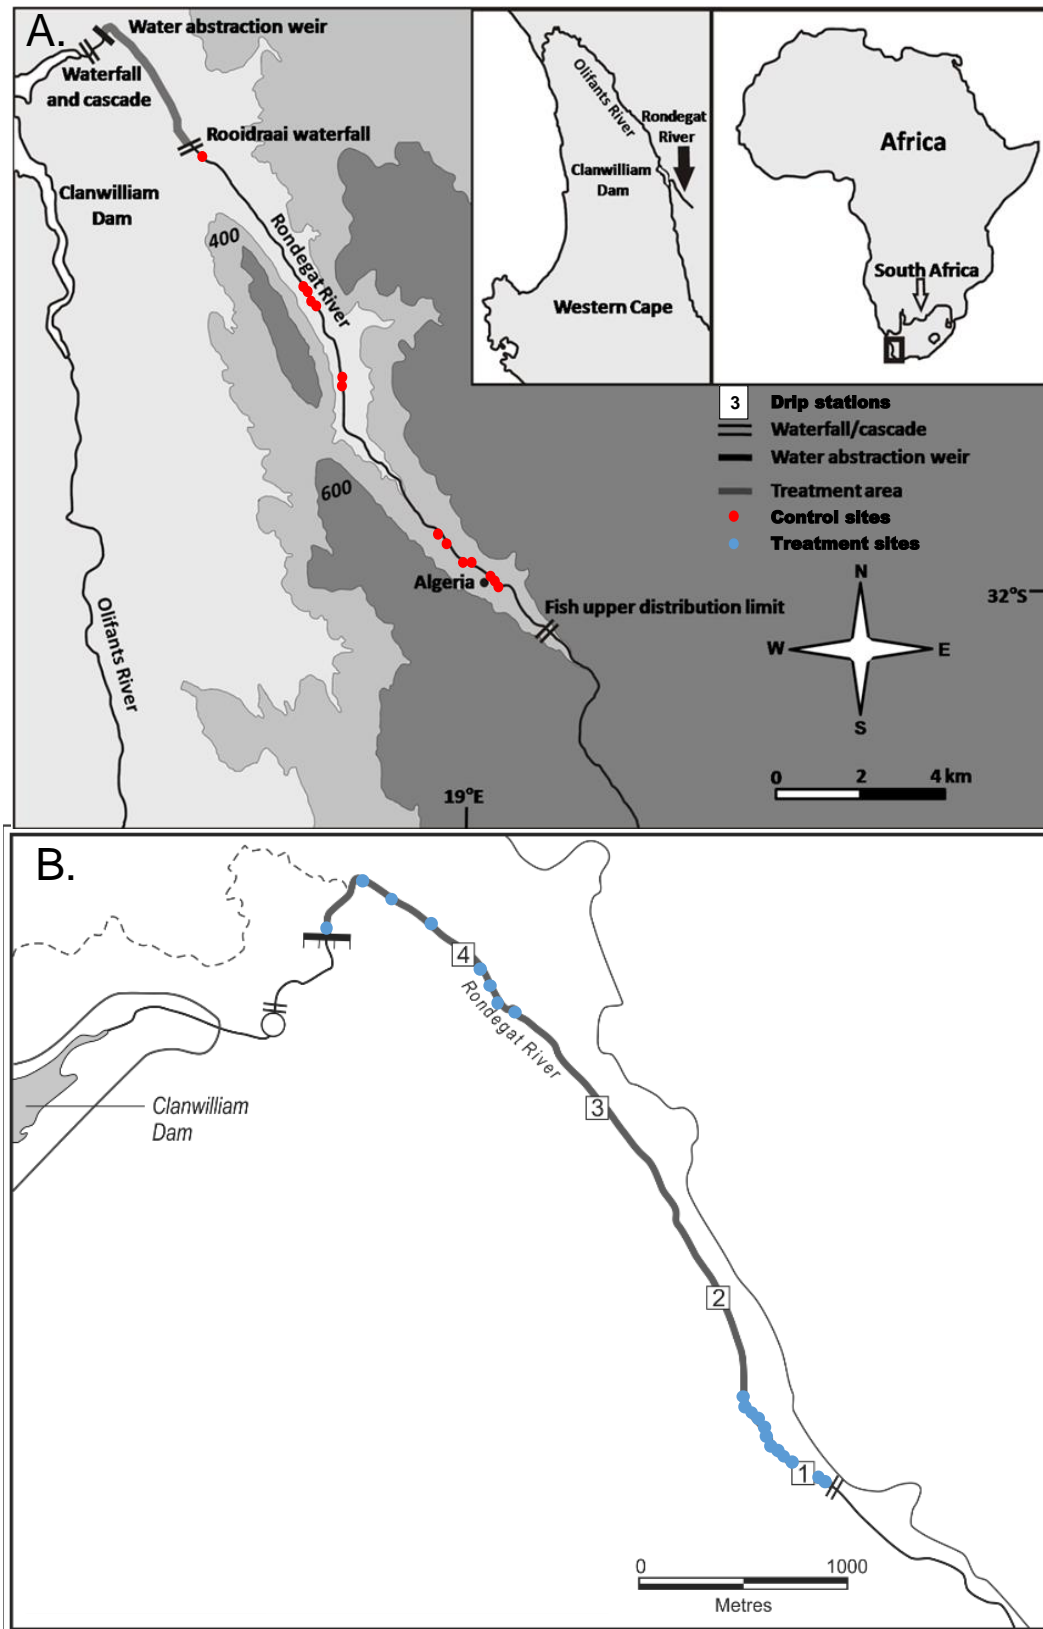 A.
Water abstraction weir
Waterfall
and cascade
Rooidraai waterfall
Clanwilliam
Dam
400
Rondegat River
600
Algeria
Fish upper distribution limit
Olifants River
19°E
32°S
Olifants River
Rondegat
River
Clanwilliam
Dam
Western Cape
Africa
South Africa
3 Drip stations
Waterfall/cascade
Water abstraction weir
Treatment area
Control sites
Treatment sites
N
W E
S
0 2 4 km
B.
4
Rondegat River
3
Clanwilliam
Dam
2
1
0 1000
Metres